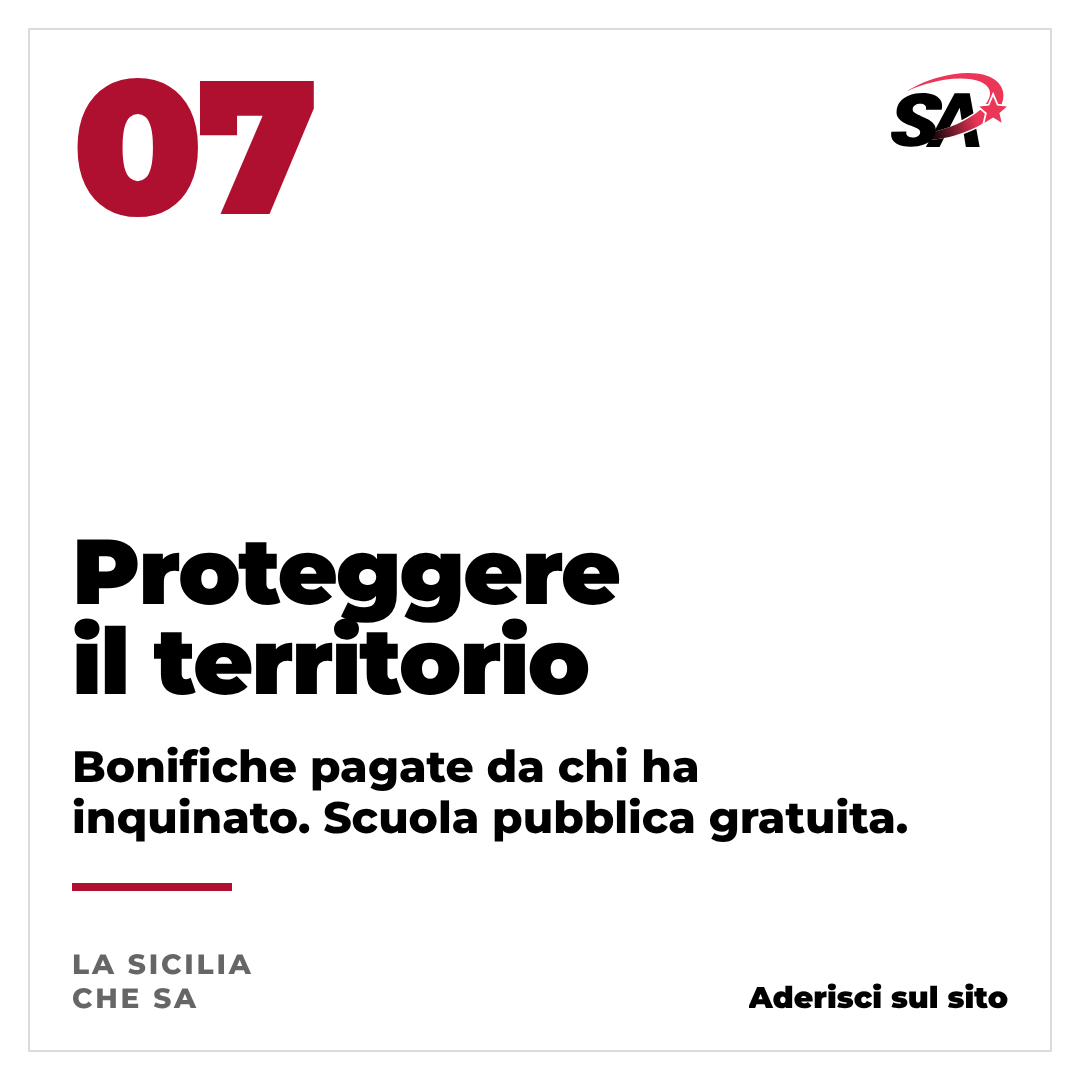 07
SA
Proteggere
il territorio
Bonifiche pagate da chi ha
inquinato. Scuola pubblica gratuita.
LA SICILIA
CHE SA
Aderisci sul sito